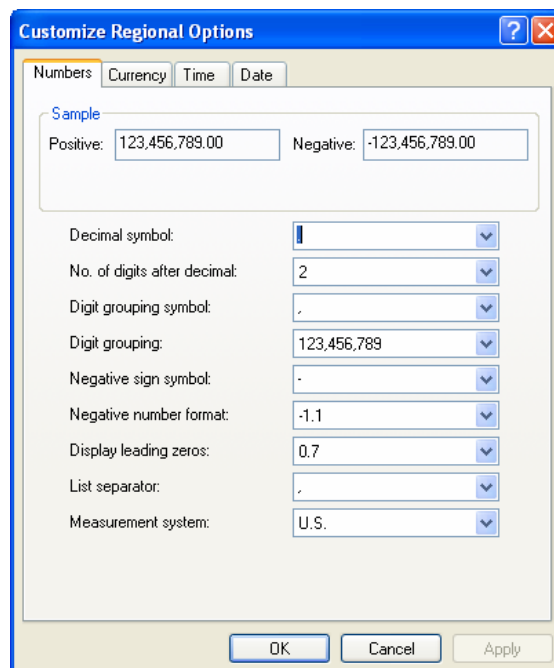 Customize Regional Options
Numbers Currency Time Date
Sample
Positive: 123,456,789.00 Negative: -123,456,789.00
Decimal symbol: .
No. of digits after decimal: 2
Digit grouping symbol: ,
Digit grouping: 123,456,789
Negative sign symbol: -
Negative number format: -1.1
Display leading zeros: 0.7
List separator: ,
Measurement system: U.S.
OK Cancel Apply